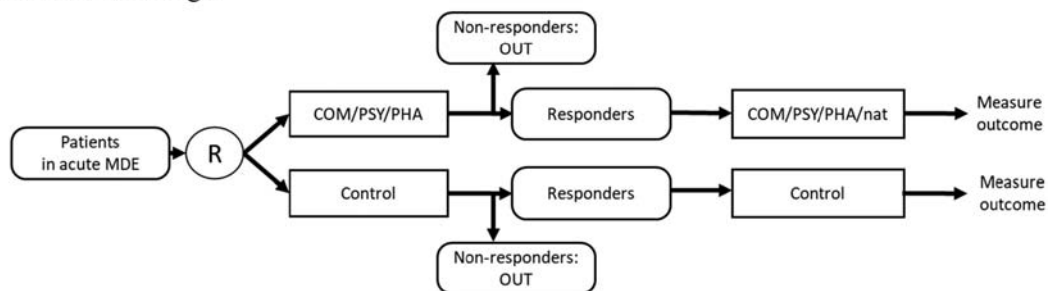 Non-responders:
OUT
COM/PSY/PHA
Responders
COM/PSY/PHA/nat
Measure
outcome
Patients
in acute MDE
R
Control
Responders
Control
Measure
outcome
Non-responders:
OUT